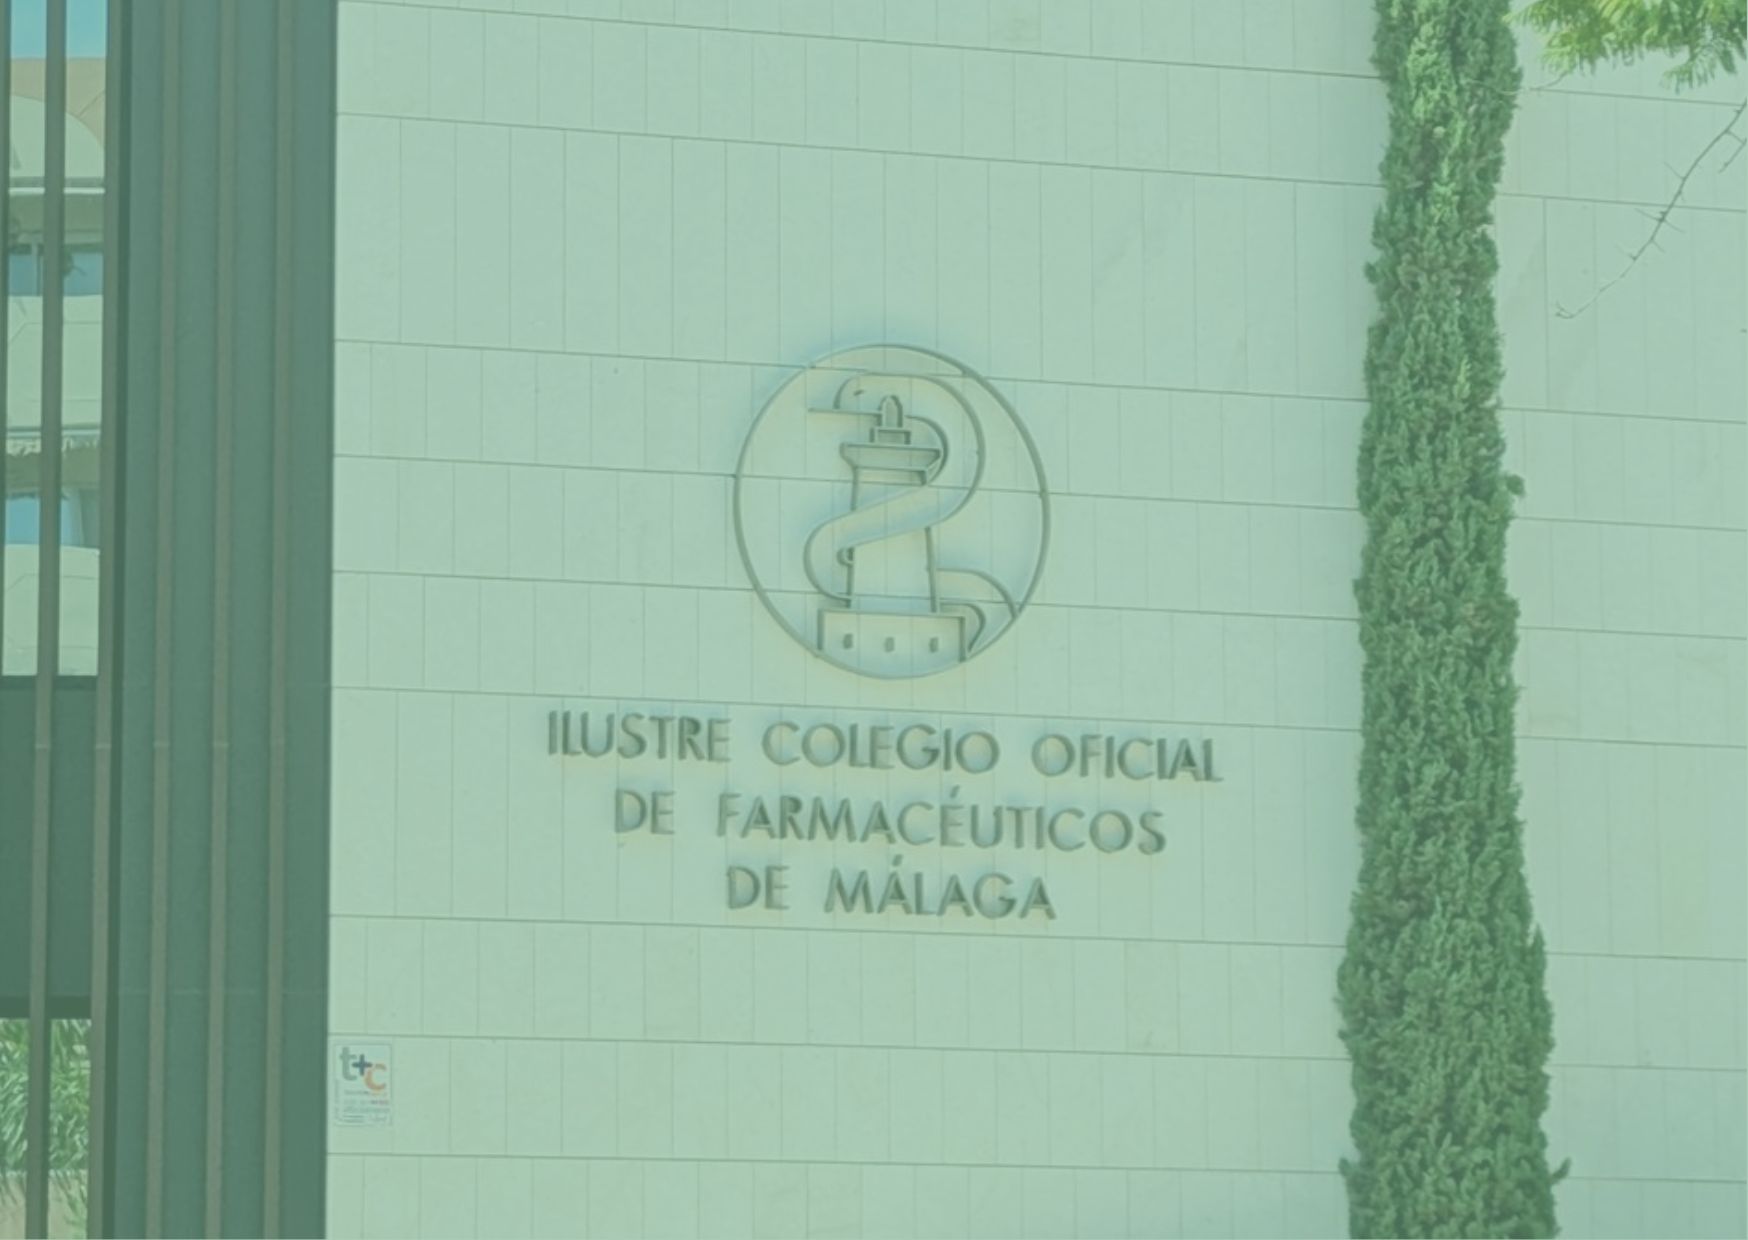 ILUSTRE COLEGIO OFICIAL
DE FARMACÉUTICOS
DE MÁLAGA
t+c